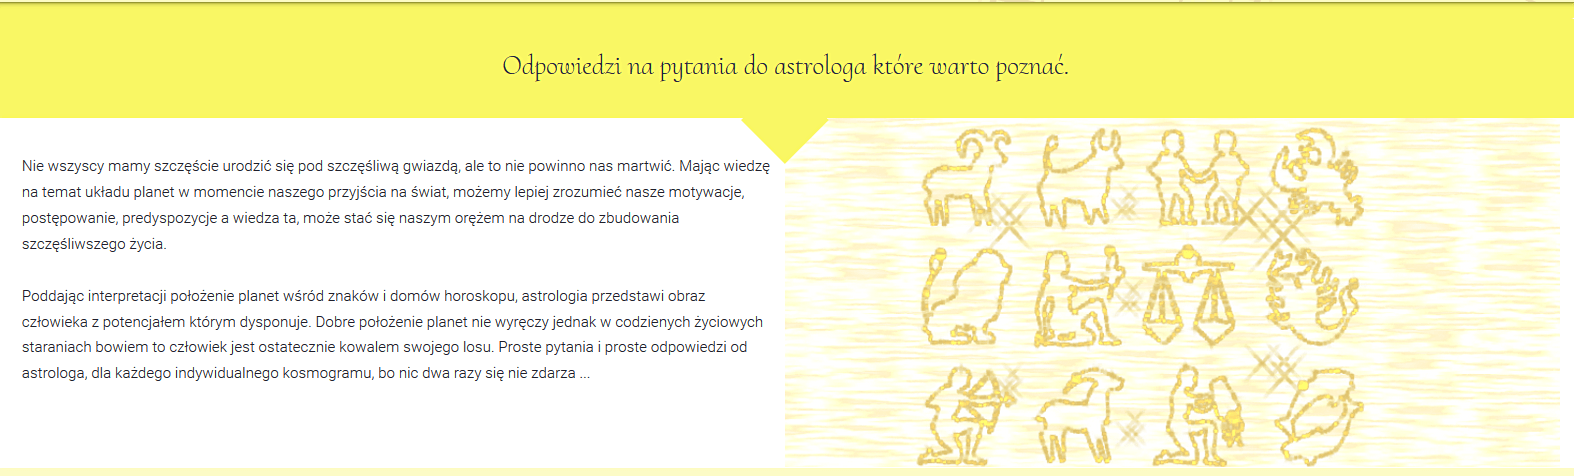 Odpowiedzi na pytania do astrologa które warto poznać.
Nie wszyscy mamy szczęście urodzić się pod szczęśliwą gwiazdą, ale to nie powinno nas martwić. Mając wiedzę
na temat układu planet w momencie naszego przyjścia na świat, możemy lepiej zrozumieć nasze motywacje,
postępowanie, predyspozycje a wiedza ta, może stać się naszym orężem na drodze do zbudowania
szczęśliwszego życia.
Poddając interpretacji położenie planet wśród znaków i domów horoskopu, astrologia przedstawi obraz
człowieka z potencjałem którym dysponuje. Dobre położenie planet nie wyręczy jednak w codzienych życiowych
staraniach bowiem to człowiek jest ostatecznie kowalem swojego losu. Proste pytania i proste odpowiedzi od
astrologa, dla każdego indywidualnego kosmogramu, bo nic dwa razy się nie zdarza ...